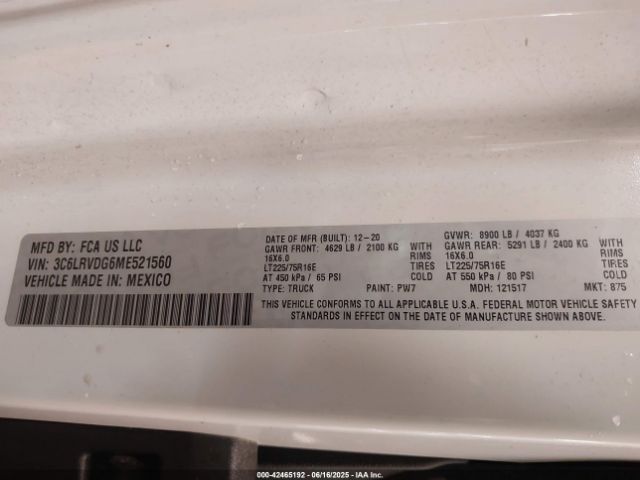 MFD BY: FCA US LLC
VIN: 3C6LRVDG6ME521560
VEHICLE MADE IN: MEXICO
DATE OF MFR (BUILT): 12-20
GAWR FRONT: 4629 LB / 2100 KG WITH
16X6.0 RIMS
LT225/75R16E TIRES
AT 450 kPa / 65 PSI COLD
TYPE: TRUCK PAINT: PW7
GVWR: 8900 LB / 4037 KG
GAWR REAR: 5291 LB / 2400 KG WITH
16X6.0 RIMS
LT225/75R16E TIRES
AT 550 kPa / 80 PSI COLD
MDH: 121517 MKT: 875
THIS VEHICLE CONFORMS TO ALL APPLICABLE U.S.A. FEDERAL MOTOR VEHICLE SAFETY
STANDARDS IN EFFECT ON THE DATE OF MANUFACTURE SHOWN ABOVE.
000-42465192 - 06/16/2025 - IAA Inc.